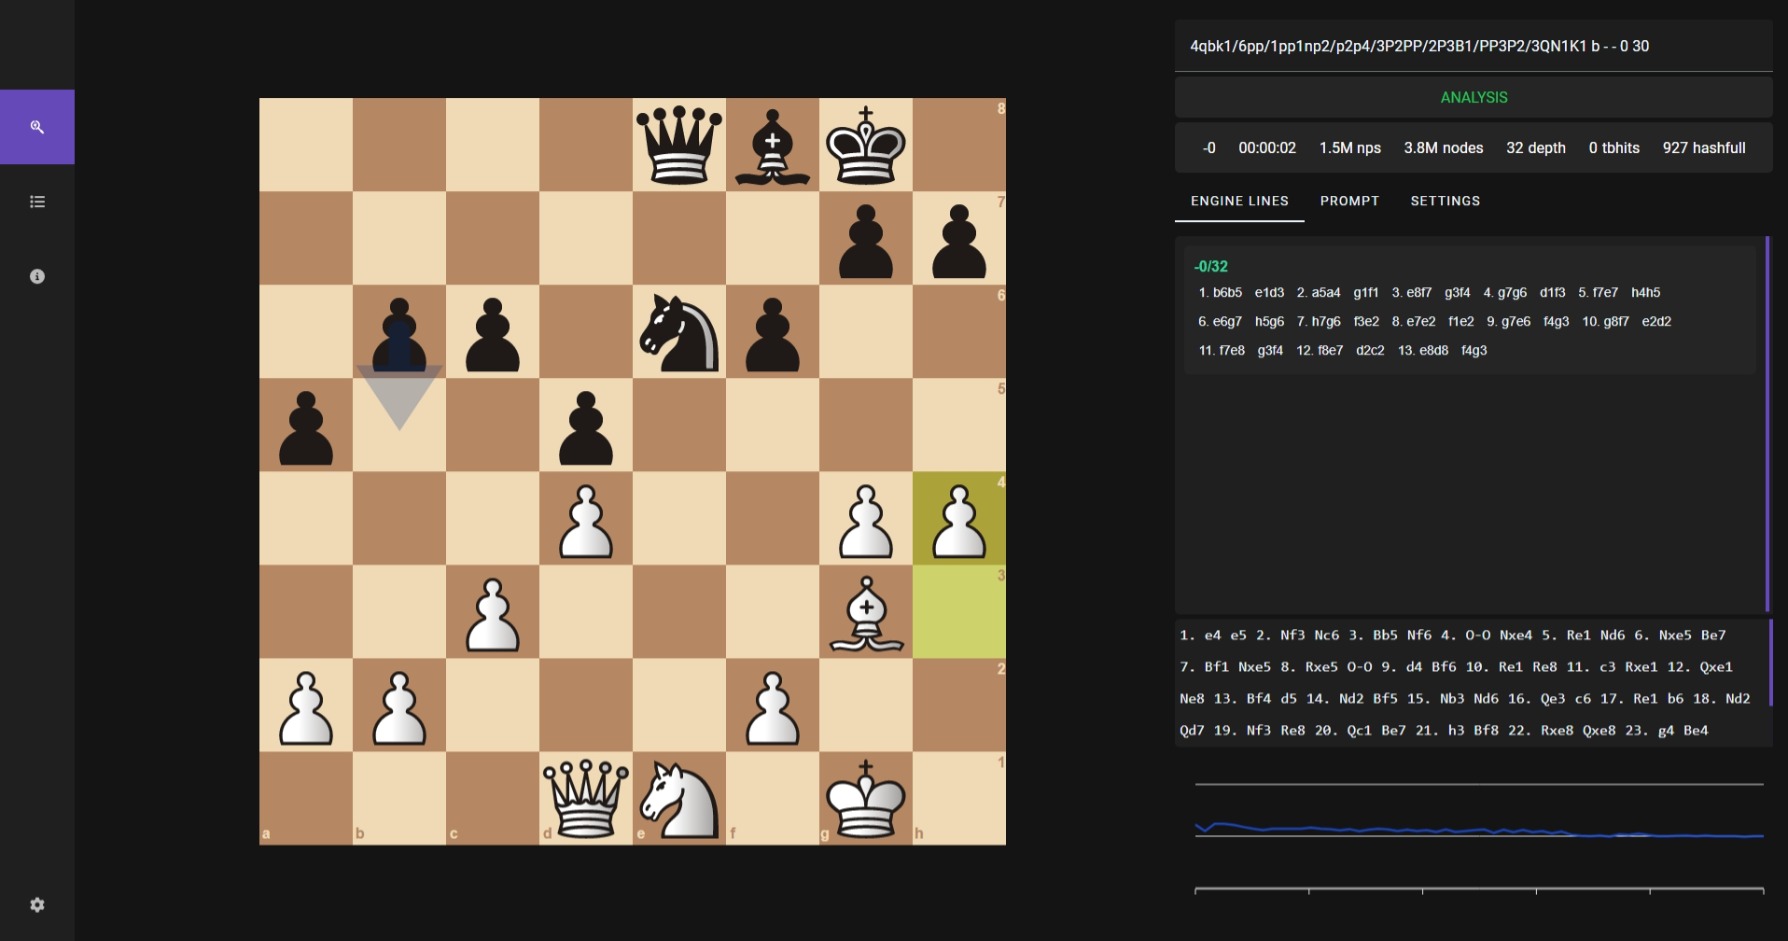 4qbk1/6pp/1pp1np2/p2p4/3P2PP/2P3B1/PP3P2/3QN1K1 b - - 0 30
ANALYSIS
-0 00:00:02 1.5M nps 3.8M nodes 32 depth 0 tbhits 927 hashfull
ENGINE LINES PROMPT SETTINGS
-0/32
1. b6b5 e1d3 2. a5a4 g1f1 3. e8f7 g3f4 4. g7g6 d1f3 5. f7e7 h4h5
6. e6g7 h5g6 7. h7g6 f3e2 8. e7e2 f1e2 9. g7e6 f4g3 10. g8f7 e2d2
11. f7e8 g3f4 12. f8e7 d2c2 13. e8d8 f4g3
1. e4 e5 2. Nf3 Nc6 3. Bb5 Nf6 4. O-O Nxe4 5. Re1 Nd6 6. Nxe5 Be7
7. Bf1 Nxe5 8. Rxe5 O-O 9. d4 Bf6 10. Re1 Re8 11. c3 Rxe1 12. Qxe1
Ne8 13. Bf4 d5 14. Nd2 Bf5 15. Nb3 Nd6 16. Qe3 c6 17. Re1 b6 18. Nd2
Qd7 19. Nf3 Re8 20. Qc1 Be7 21. h3 Bf8 22. Rxe8 Qxe8 23. g4 Be4
8
7
6
5
4
3
2
1
a b c d e f g h